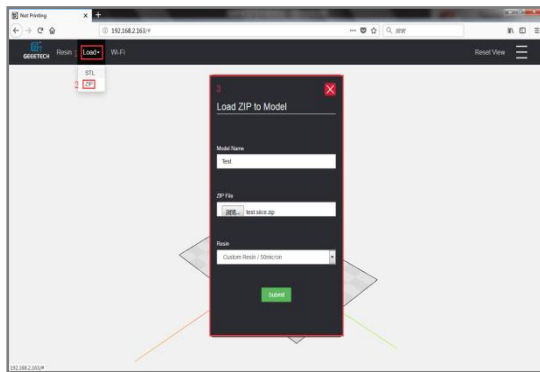 Not Printing
192.168.2.163/#
GEEETECH
Resin
Load
Wi-Fi
Reset View
STL
2
ZIP
3
Load ZIP to Model
Model Name
Test
ZIP File
test slice.zip
Resin
Custom Resin / 50micron
Submit
192.168.2.163/#